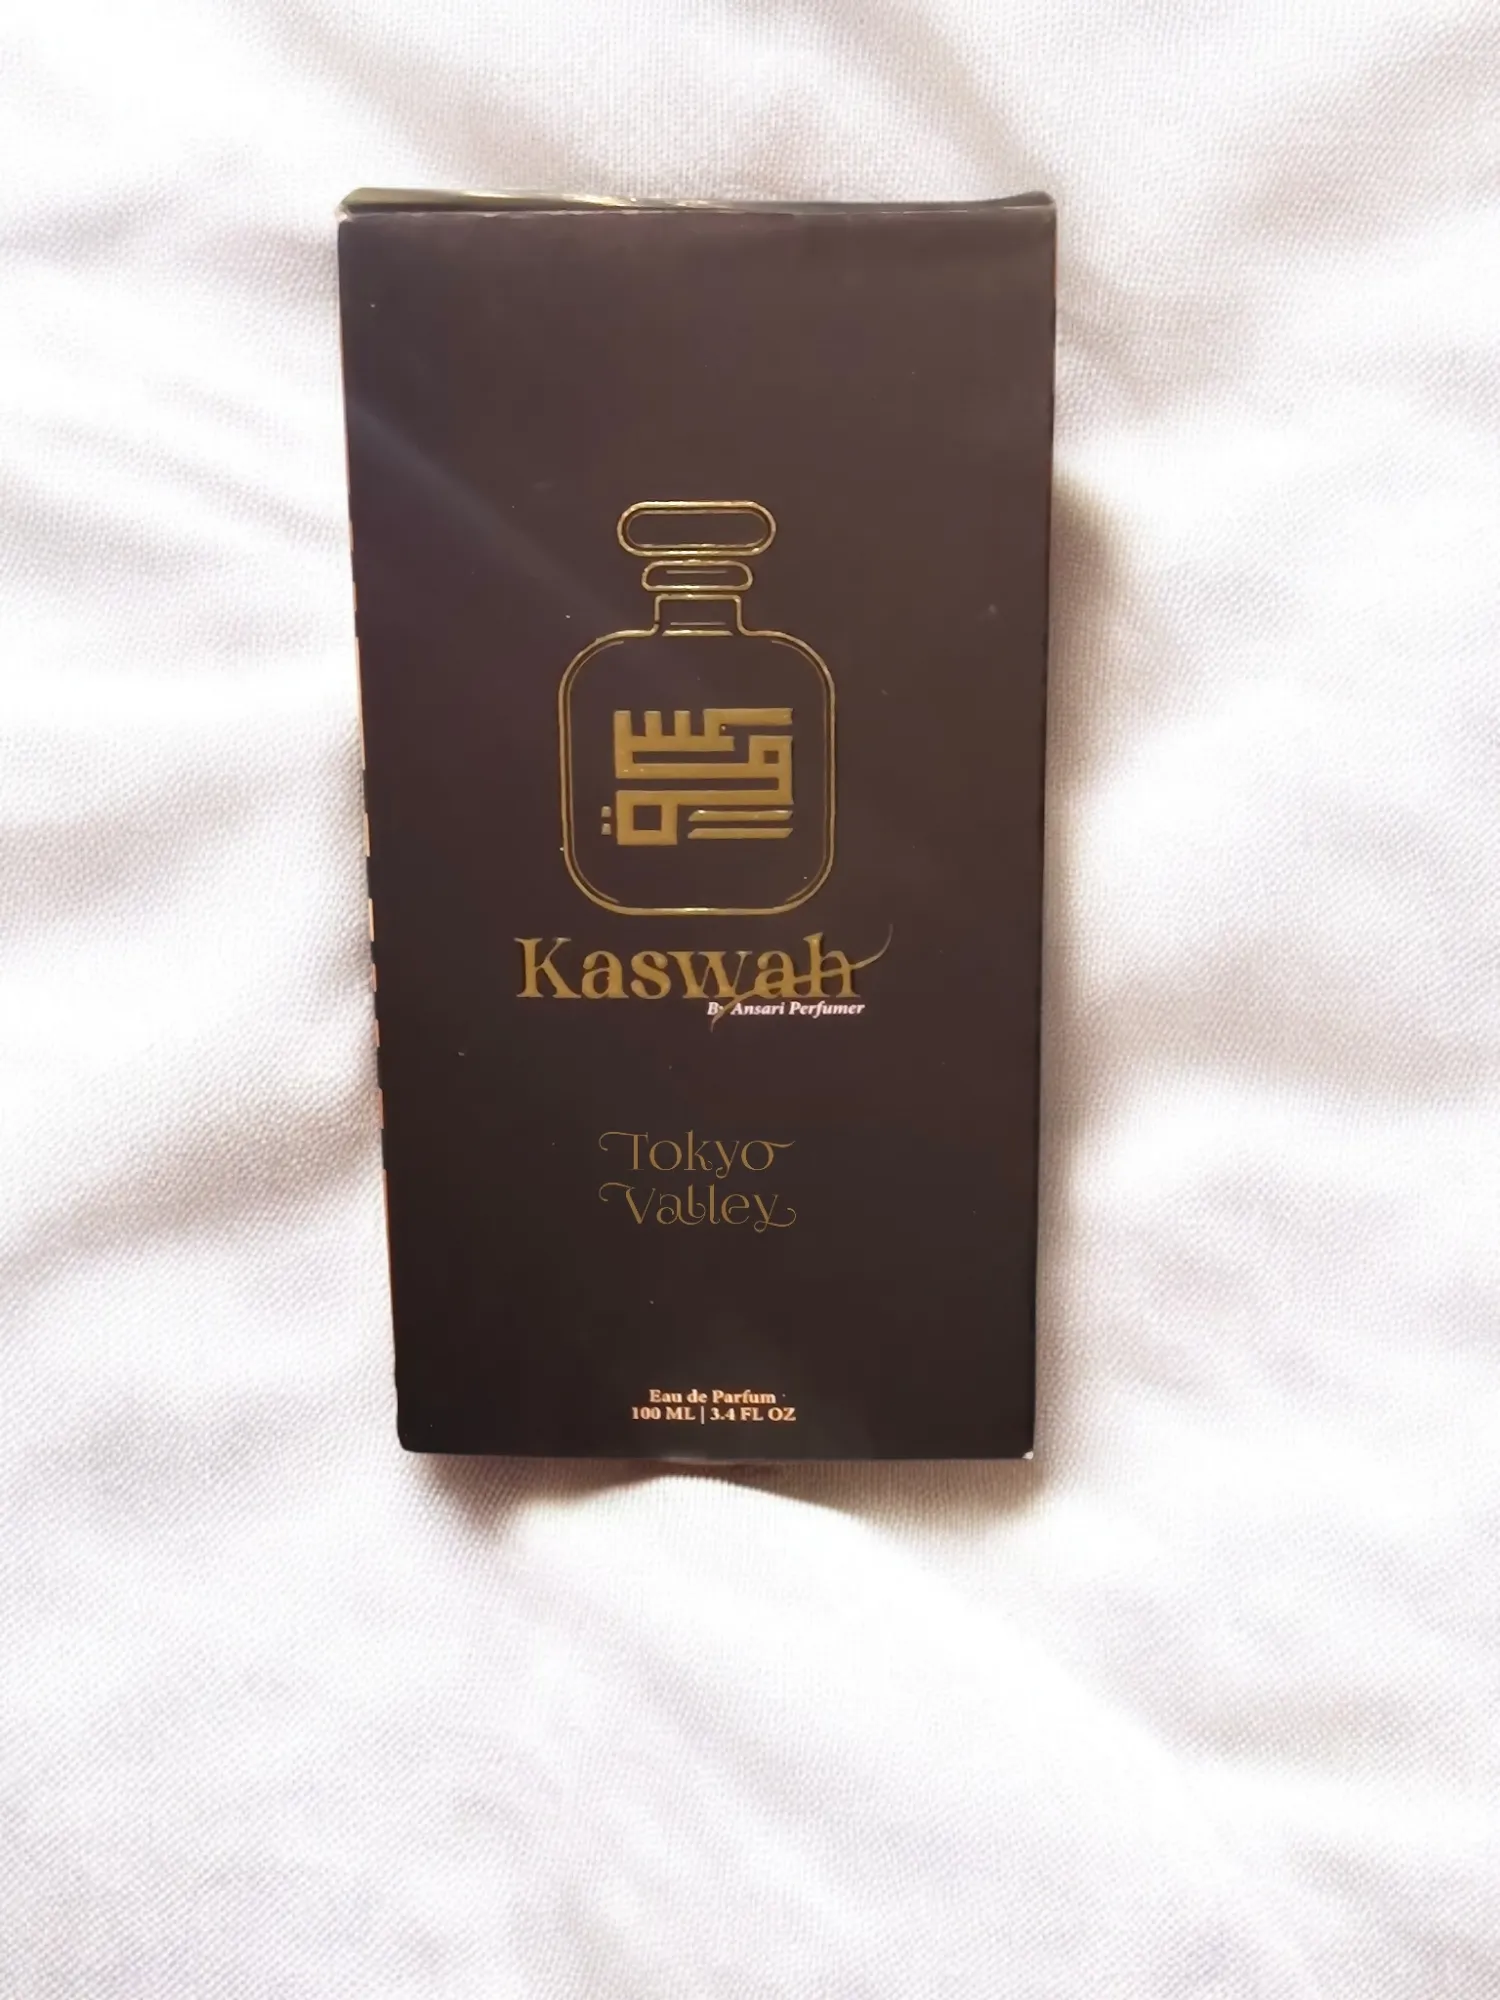 Kaswah
By Ansari Perfumer
Tokyo
Valley
Eau de Parfum
100 ML | 3.4 FL OZ